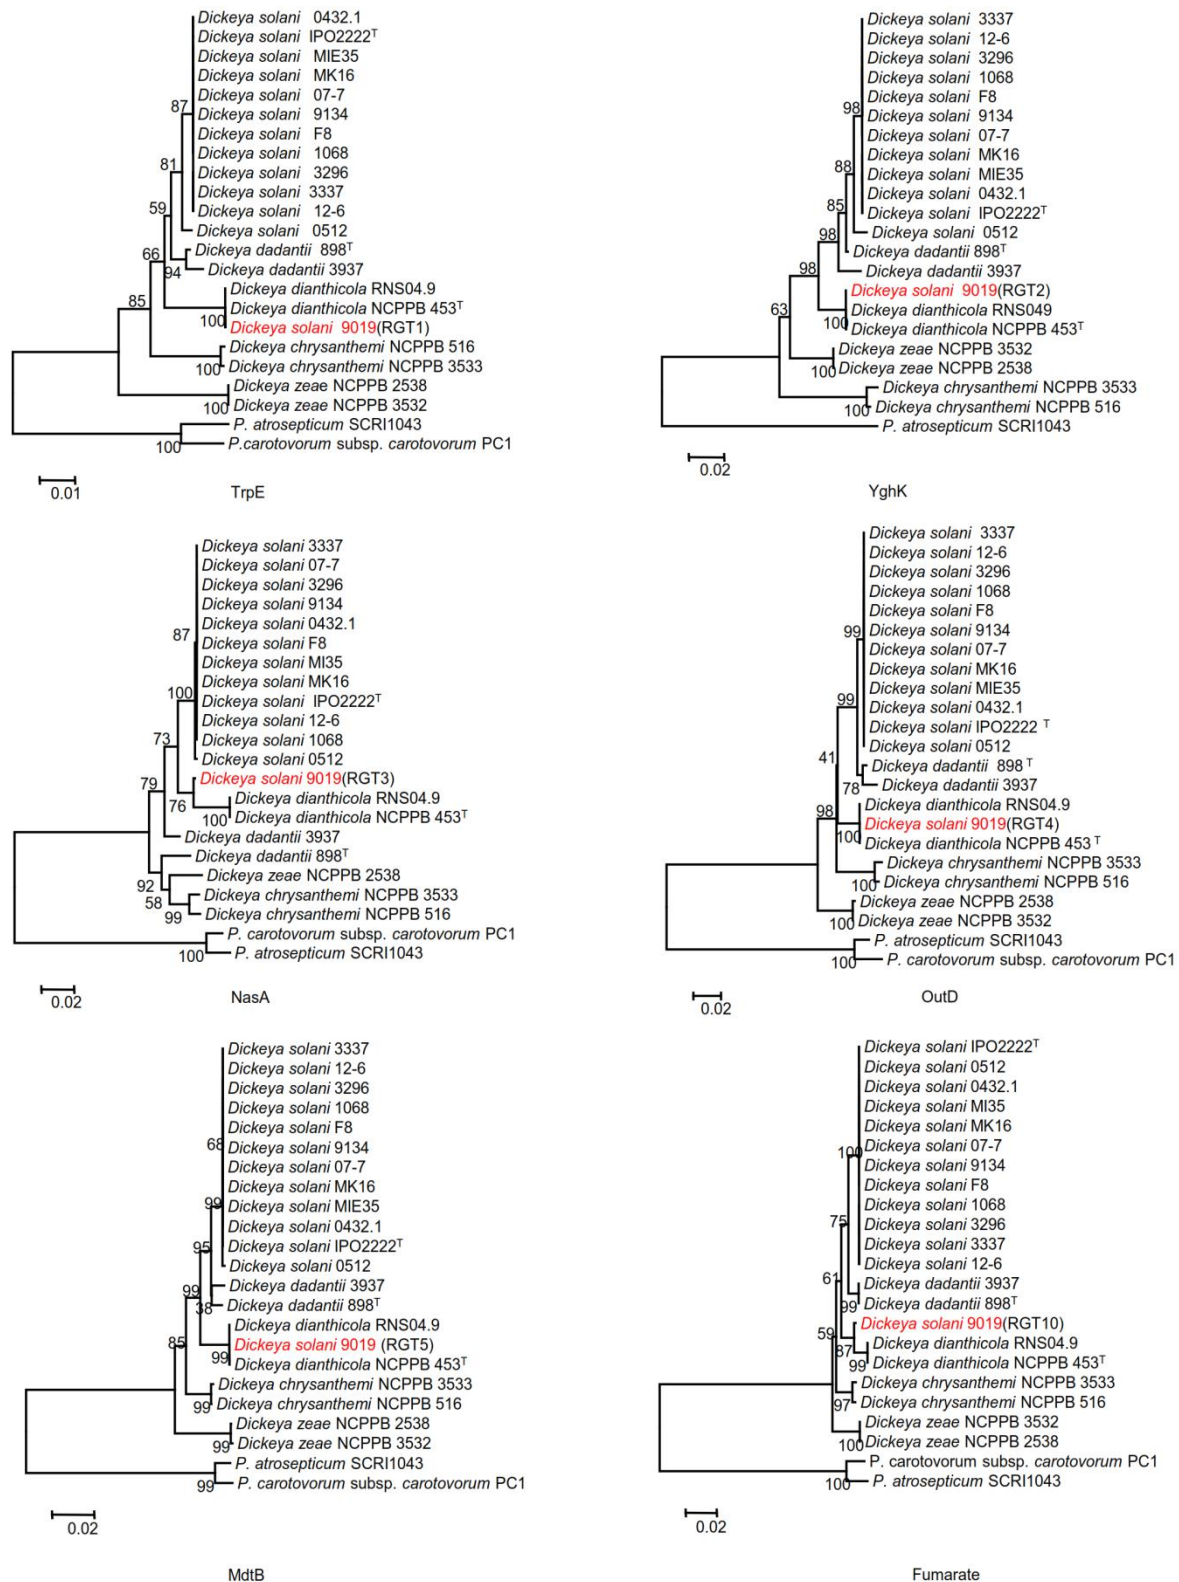 Dickeya solani 0432.1
Dickeya solani IPO2222T
Dickeya solani MIE35
Dickeya solani MK16
87
Dickeya solani 07-7
Dickeya solani 9134
Dickeya solani F8
Dickeya solani 1068
81
Dickeya solani 3296
Dickeya solani 3337
59
Dickeya solani 12-6
Dickeya solani 0512
66
Dickeya dadantii 898T
94
Dickeya dadantii 3937
85
Dickeya dianthicola RNS04.9
Dickeya dianthicola NCPPB 453T
100
Dickeya solani 9019(RGT1)
Dickeya chrysanthemi NCPPB 516
100
Dickeya chrysanthemi NCPPB 3533
Dickeya zeae NCPPB 2538
100
Dickeya zeae NCPPB 3532
P. atrosepticum SCRI1043
100
P.carotovorum subsp. carotovorum PC1
0.01
TrpE
Dickeya solani 3337
Dickeya solani 12-6
Dickeya solani 3296
Dickeya solani 1068
Dickeya solani F8
98
Dickeya solani 9134
Dickeya solani 07-7
Dickeya solani MK16
88
Dickeya solani MIE35
Dickeya solani 0432.1
85
Dickeya solani IPO2222T
Dickeya solani 0512
98
Dickeya dadantii 898T
98
Dickeya dadantii 3937
Dickeya solani 9019(RGT2)
63
Dickeya dianthicola RNS049
100
Dickeya dianthicola NCPPB 453T
Dickeya zeae NCPPB 3532
100
Dickeya zeae NCPPB 2538
Dickeya chrysanthemi NCPPB 3533
100
Dickeya chrysanthemi NCPPB 516
P. atrosepticum SCRI1043
0.02
YghK
Dickeya solani 3337
Dickeya solani 07-7
Dickeya solani 3296
Dickeya solani 9134
87
Dickeya solani 0432.1
Dickeya solani F8
Dickeya solani MI35
Dickeya solani MK16
100
Dickeya solani IPO2222T
Dickeya solani 12-6
73
Dickeya solani 1068
Dickeya solani 0512
79
Dickeya solani 9019(RGT3)
76
Dickeya dianthicola RNS04.9
100
Dickeya dianthicola NCPPB 453T
Dickeya dadantii 3937
Dickeya dadantii 898T
92
Dickeya zeae NCPPB 2538
58
Dickeya chrysanthemi NCPPB 3533
99
Dickeya chrysanthemi NCPPB 516
P. carotovorum subsp. carotovorum PC1
100
P. atrosepticum SCRI1043
0.02
NasA
Dickeya solani 3337
Dickeya solani 12-6
Dickeya solani 3296
Dickeya solani 1068
Dickeya solani F8
99
Dickeya solani 9134
Dickeya solani 07-7
Dickeya solani MK16
99
Dickeya solani MIE35
Dickeya solani 0432.1
Dickeya solani IPO2222 T
41
Dickeya solani 0512
Dickeya dadantii 898 T
78
Dickeya dadantii 3937
98
Dickeya dianthicola RNS04.9
Dickeya solani 9019(RGT4)
100
Dickeya dianthicola NCPPB 453 T
Dickeya chrysanthemi NCPPB 3533
100
Dickeya chrysanthemi NCPPB 516
Dickeya zeae NCPPB 2538
100
Dickeya zeae NCPPB 3532
P. atrosepticum SCRI1043
100
P. carotovorum subsp. carotovorum PC1
0.02
OutD
Dickeya solani 3337
Dickeya solani 12-6
Dickeya solani 3296
Dickeya solani 1068
Dickeya solani F8
68
Dickeya solani 9134
Dickeya solani 07-7
Dickeya solani MK16
99
Dickeya solani MIE35
Dickeya solani 0432.1
95
Dickeya solani IPO2222T
Dickeya solani 0512
99
Dickeya dadantii 3937
38
Dickeya dadantii 898T
Dickeya dianthicola RNS04.9
85
Dickeya solani 9019 (RGT5)
99
Dickeya dianthicola NCPPB 453T
Dickeya chrysanthemi NCPPB 3533
99
Dickeya chrysanthemi NCPPB 516
Dickeya zeae NCPPB 2538
99
Dickeya zeae NCPPB 3532
P. atrosepticum SCRI1043
99
P. carotovorum subsp. carotovorum PC1
0.02
MdtB
Dickeya solani IPO2222T
Dickeya solani 0512
Dickeya solani 0432.1
Dickeya solani MI35
Dickeya solani MK16
100
Dickeya solani 07-7
Dickeya solani 9134
Dickeya solani F8
Dickeya solani 1068
75
Dickeya solani 3296
Dickeya solani 3337
Dickeya solani 12-6
61
Dickeya dadantii 3937
99
Dickeya dadantii 898T
59
Dickeya solani 9019(RGT10)
87
Dickeya dianthicola RNS04.9
99
Dickeya dianthicola NCPPB 453T
Dickeya chrysanthemi NCPPB 3533
97
Dickeya chrysanthemi NCPPB 516
Dickeya zeae NCPPB 3532
100
Dickeya zeae NCPPB 2538
P. carotovorum subsp. carotovorum PC1
100
P. atrosepticum SCRI1043
0.02
Fumarate